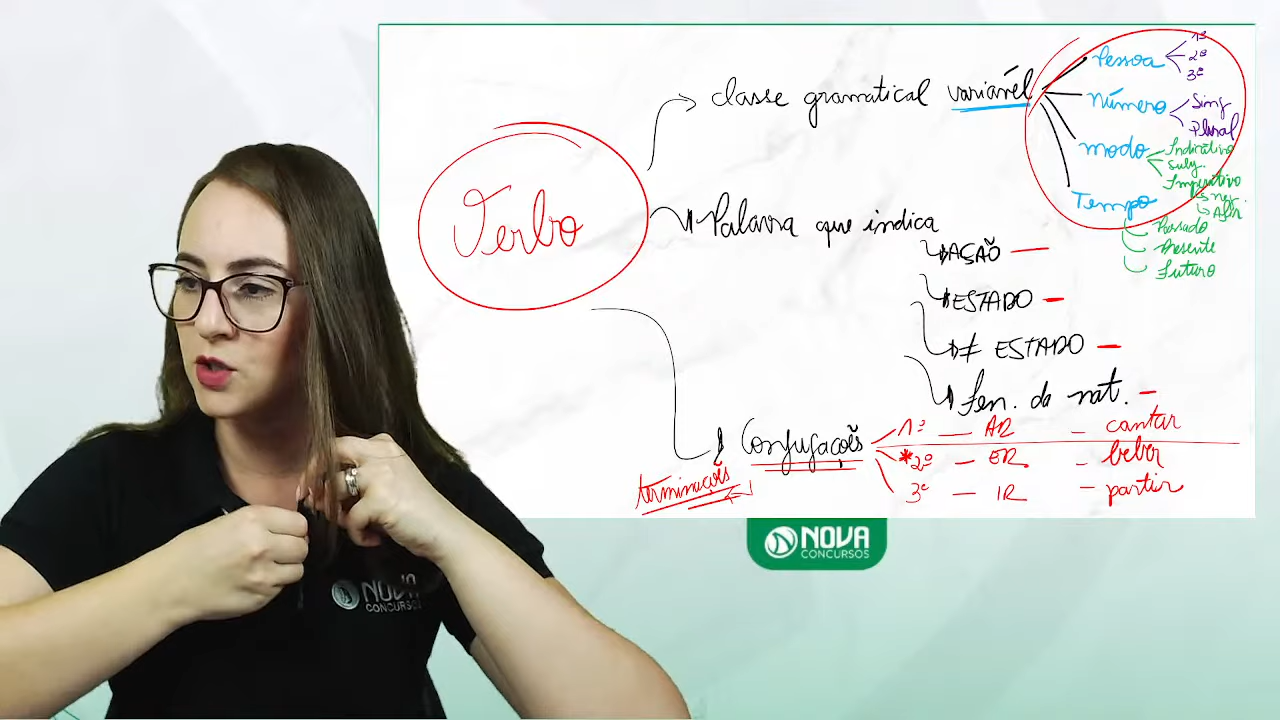 Verbo
classe gramatical variável
Pessoa
1ª
2ª
3ª
Número
Sing
Plural
modo
Indicativo
subj.
Imperativo
neg.
Afir
Tempo
Passado
Presente
Futuro
Palavra que indica
AÇÃO
ESTADO
≠ ESTADO
Fen. da nat.
Conjugações
terminações
1ª — AR - cantar
*2ª — ER - beber
3ª — IR - partir
NOVA
CONCURSOS
NOVA
CONCURSOS